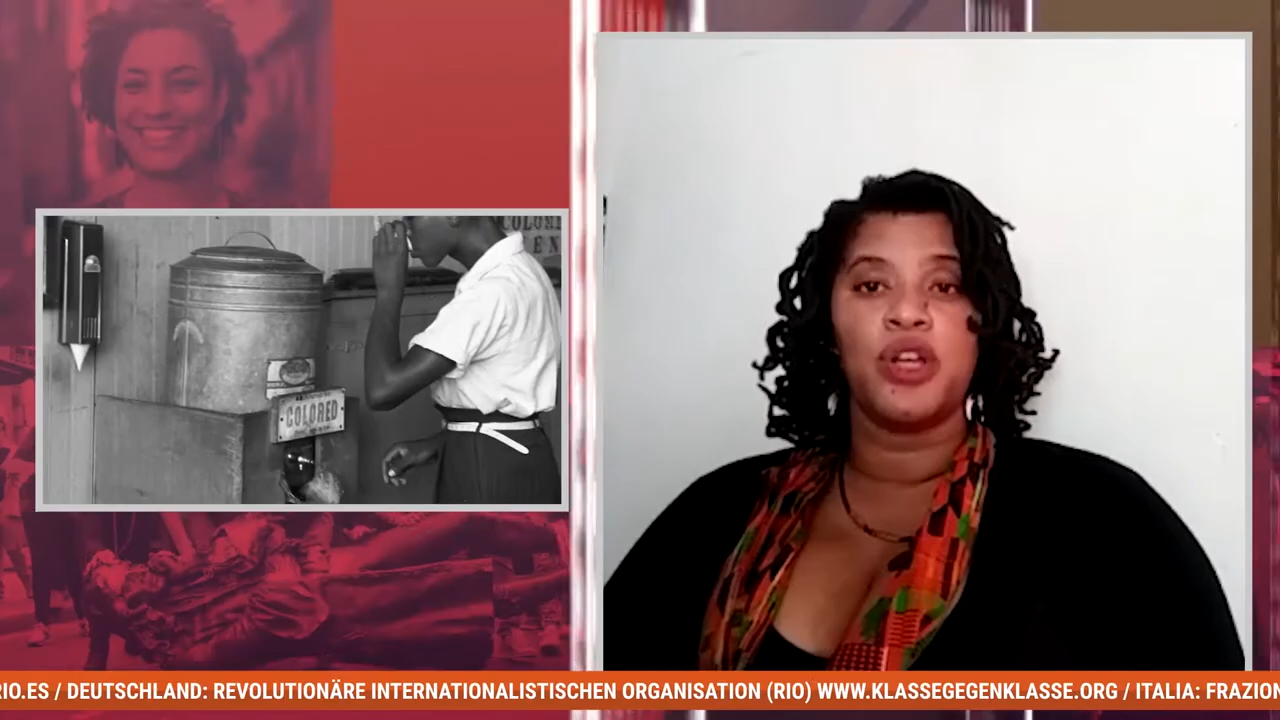 COLORED
RIO.ES / DEUTSCHLAND: REVOLUTIONÄRE INTERNATIONALISTISCHEN ORGANISATION (RIO) WWW.KLASSEGEGENKLASSE.ORG / ITALIA: FRAZION